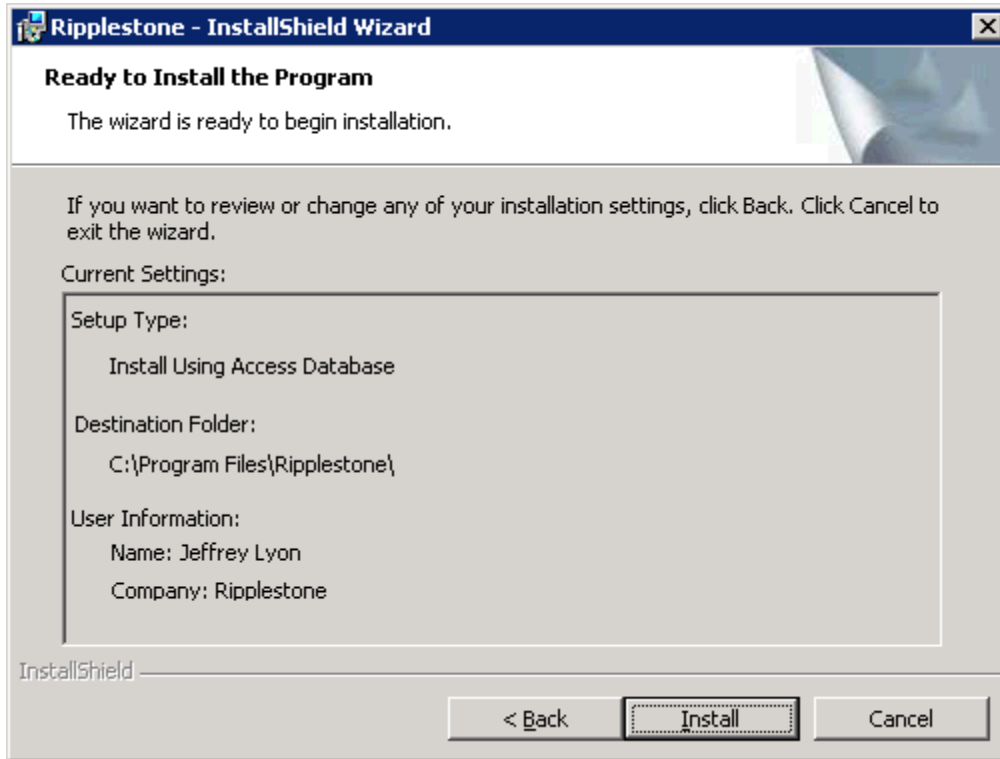 Ripplestone - InstallShield Wizard
Ready to Install the Program
The wizard is ready to begin installation.
If you want to review or change any of your installation settings, click Back. Click Cancel to
exit the wizard.
Current Settings:
Setup Type:
Install Using Access Database
Destination Folder:
C:\Program Files\Ripplestone\
User Information:
Name: Jeffrey Lyon
Company: Ripplestone
InstallShield
< Back Install Cancel